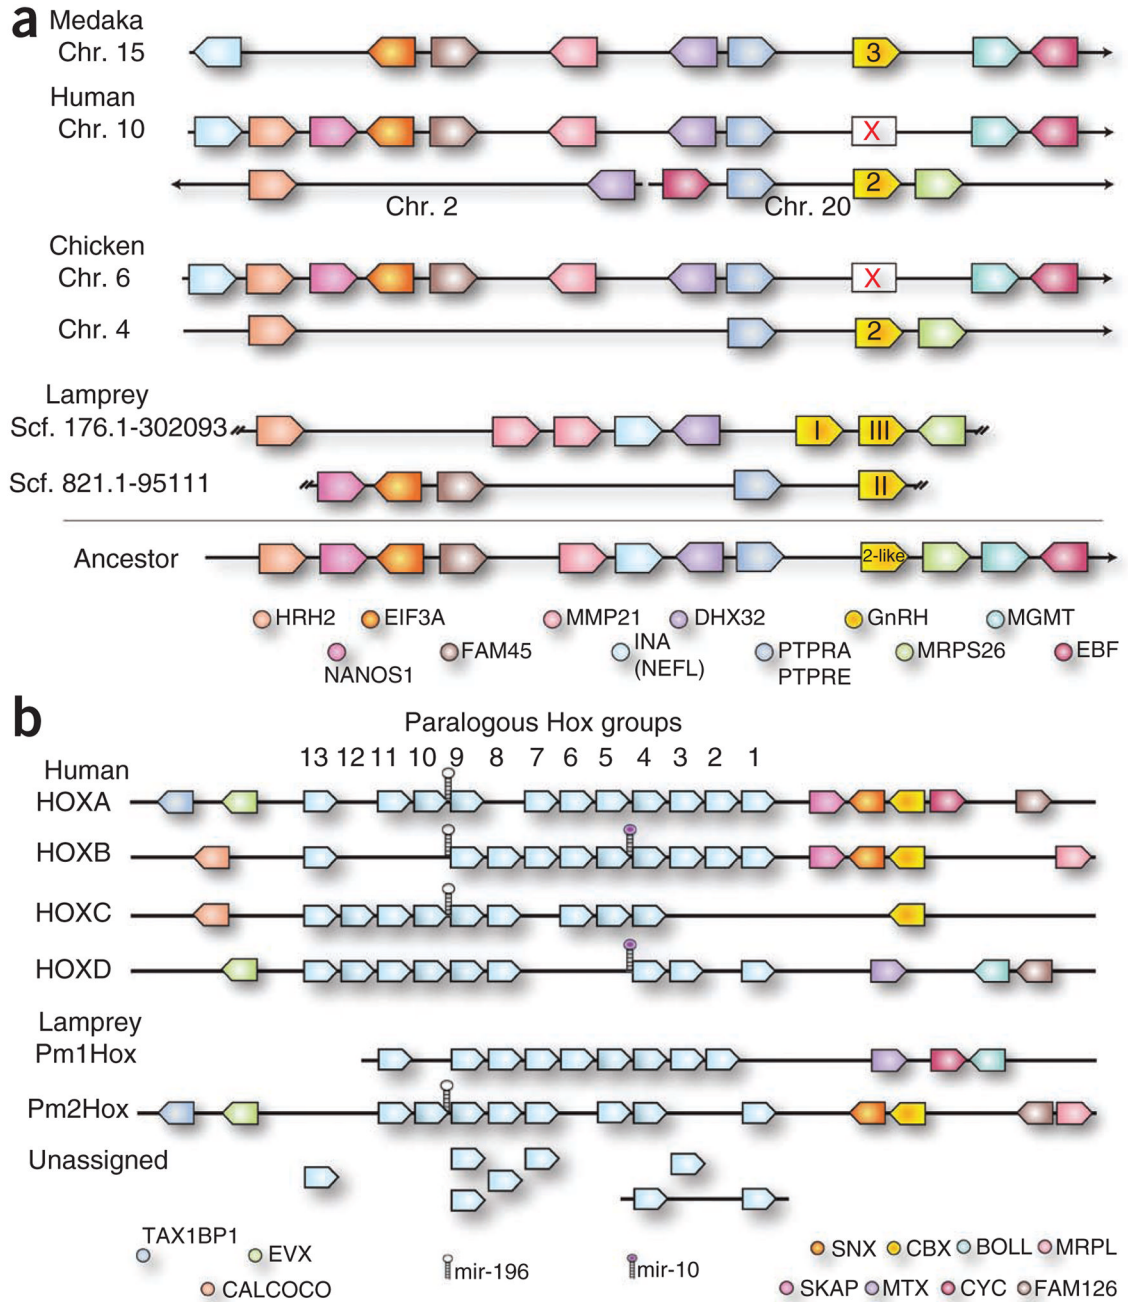 a
Medaka
Chr. 15
3
Human
Chr. 10
X
2
Chr. 2
Chr. 20
Chicken
Chr. 6
X
Chr. 4
2
Lamprey
Scf. 176.1-302093
I III
Scf. 821.1-95111
II
Ancestor
2-like
HRH2 EIF3A MMP21 DHX32 GnRH MGMT
NANOS1 FAM45 INA (NEFL) PTPRA PTPRE MRPS26 EBF
b
Paralogous Hox groups
13 12 11 10 9 8 7 6 5 4 3 2 1
Human
HOXA
HOXB
HOXC
HOXD
Lamprey
Pm1Hox
Pm2Hox
Unassigned
TAX1BP1
EVX
CALCOCO
mir-196
mir-10
SNX CBX BOLL MRPL
SKAP MTX CYC FAM126